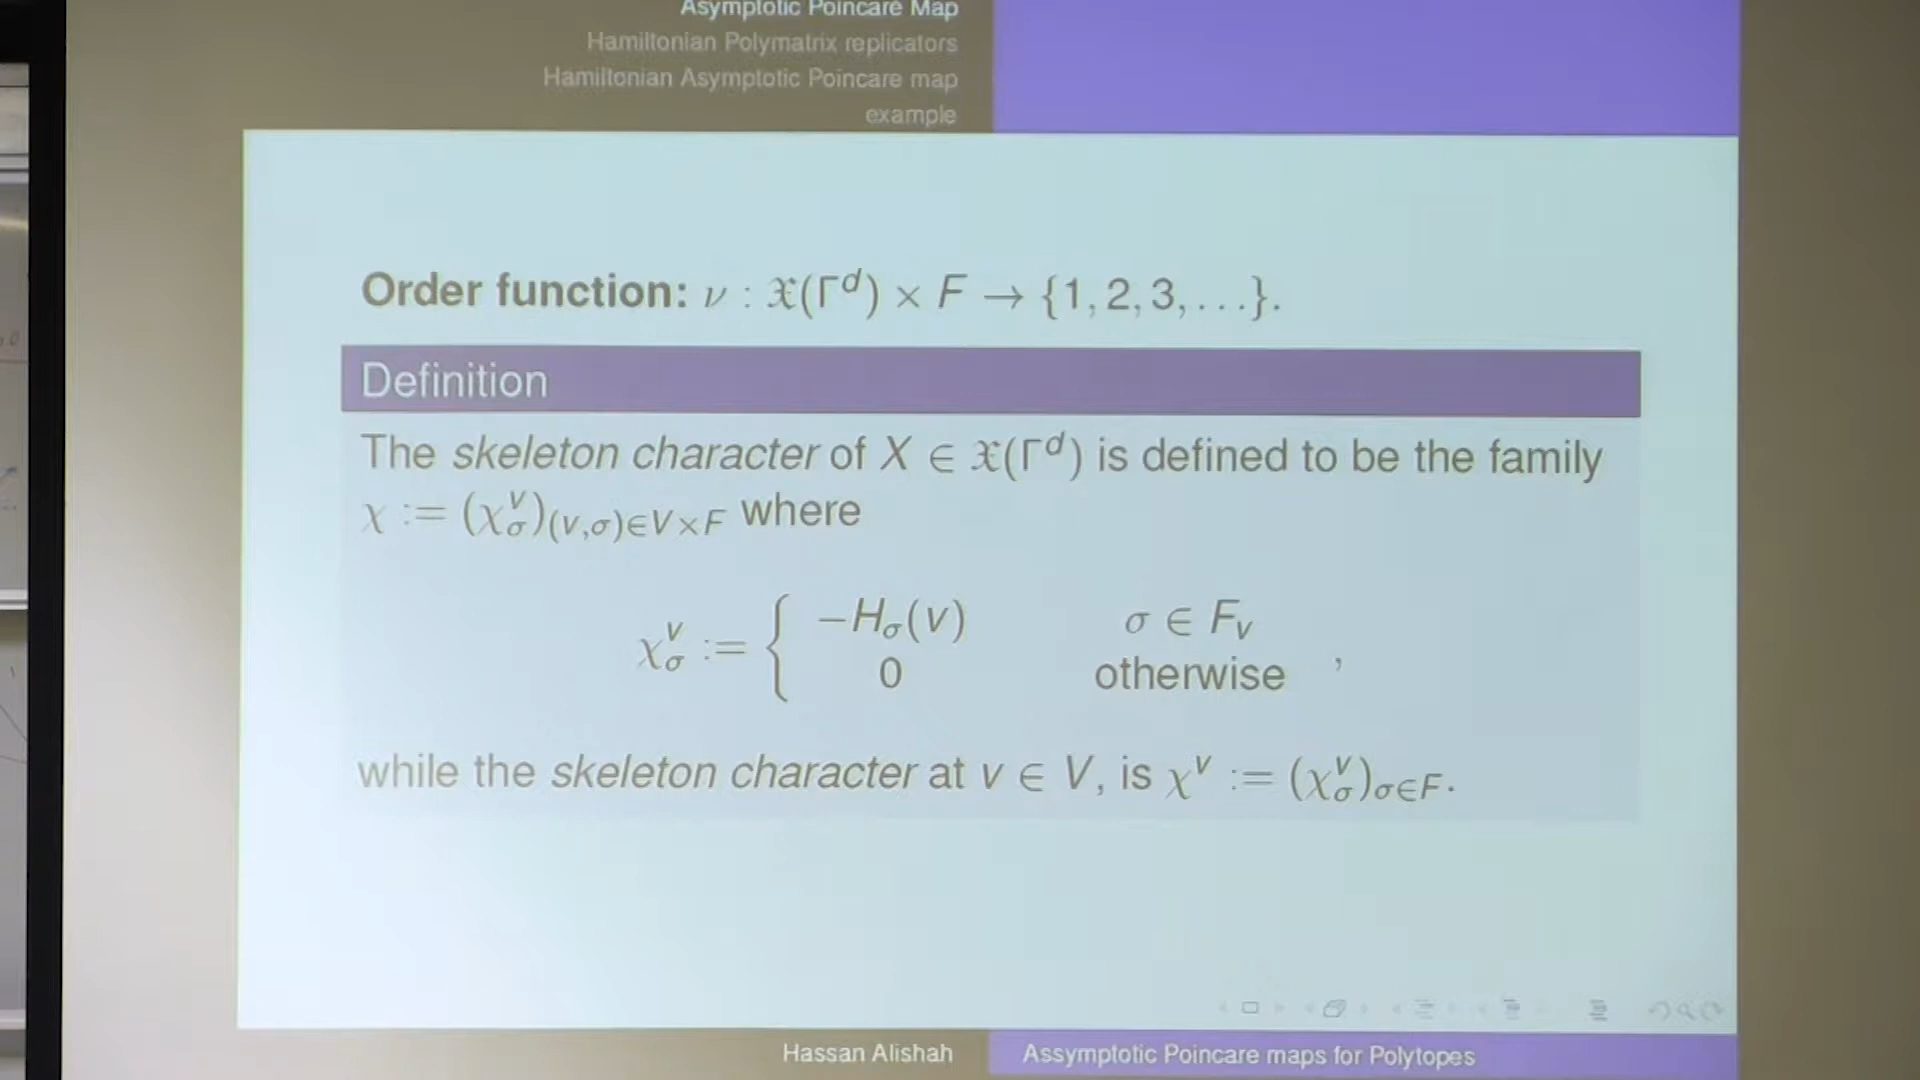 Asymptotic Poincare Map
Hamiltonian Polymatrix replicators
Hamiltonian Asymptotic Poincare map
example
Order function: ν : 𝔛(Γᵈ) × F → {1, 2, 3, . . .}.
Definition
The skeleton character of X ∈ 𝔛(Γᵈ) is defined to be the family
χ := (χ^v_σ)_{(v,σ)∈V×F} where
χ^v_σ := { −H_σ(v) σ ∈ F_v
0 otherwise ,
while the skeleton character at v ∈ V, is χ^v := (χ^v_σ)_{σ∈F}.
Hassan Alishah Assymptotic Poincare maps for Polytopes